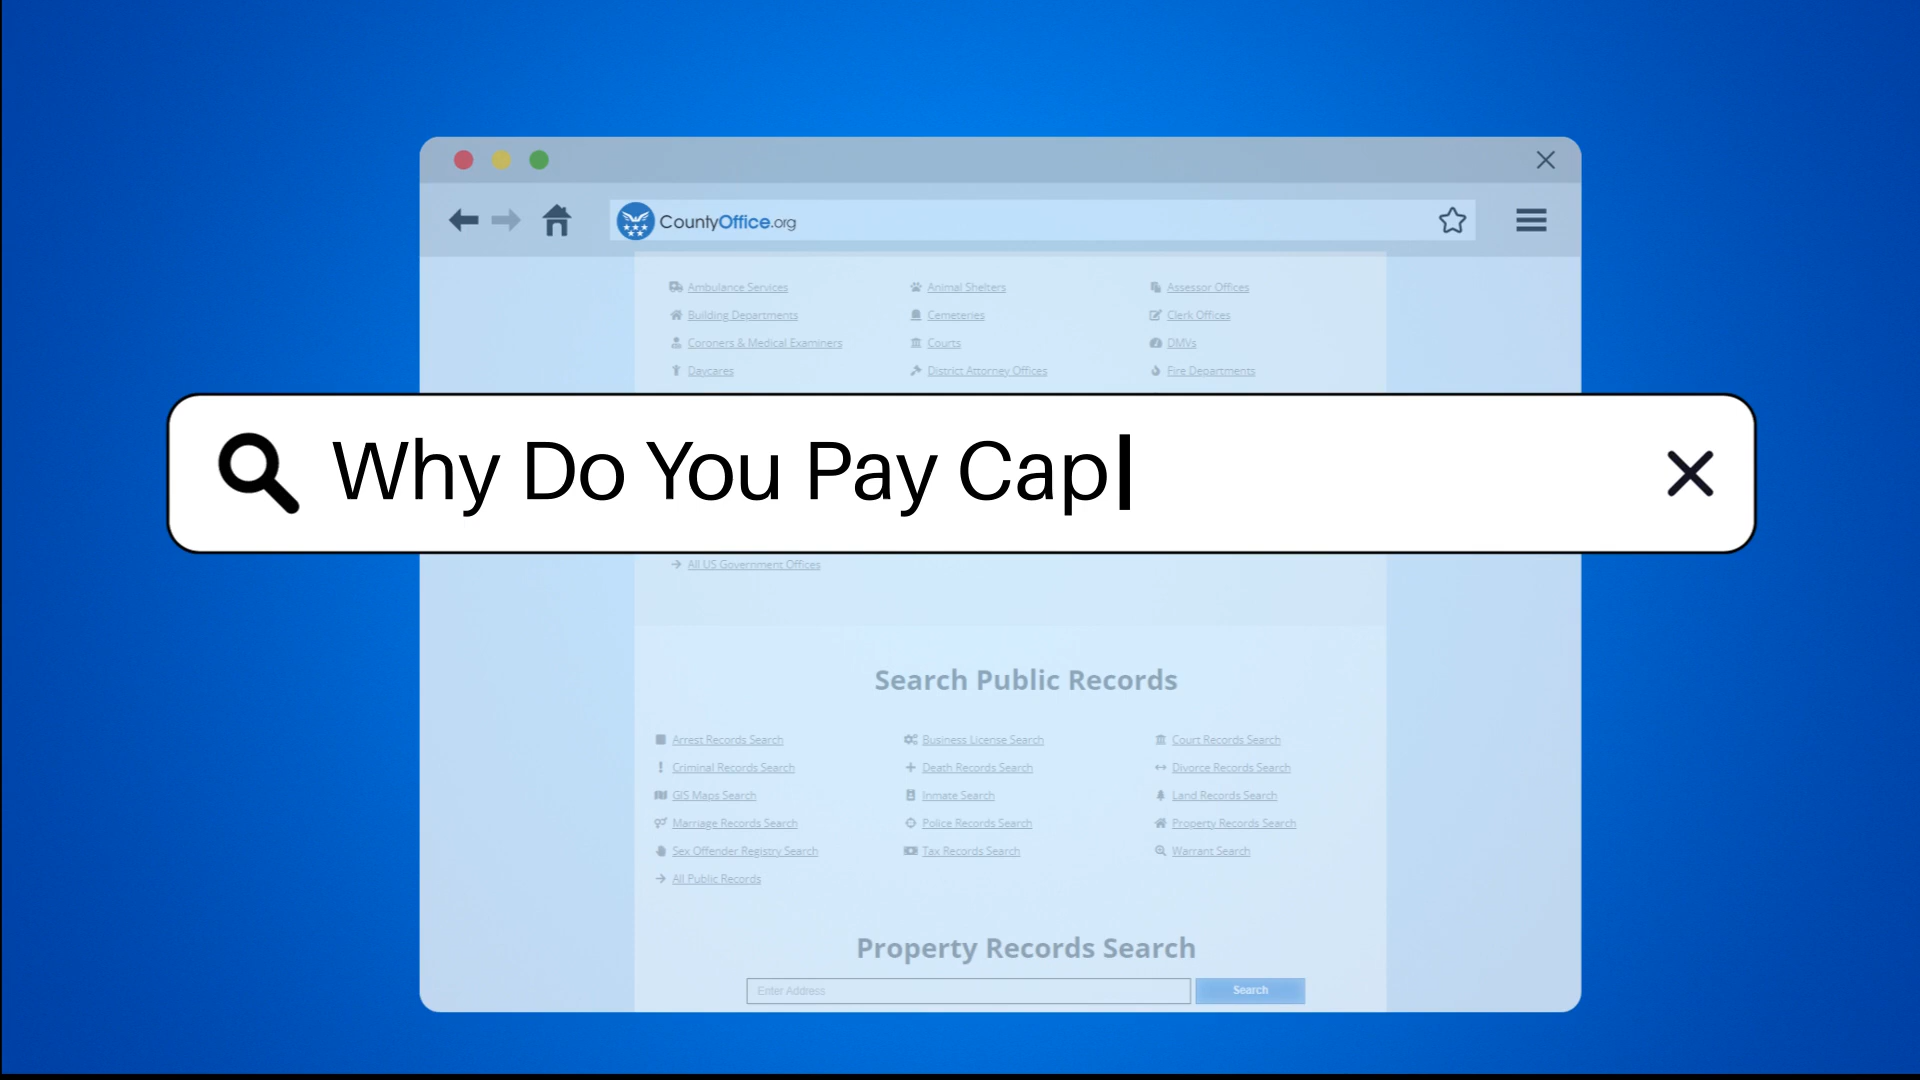 CountyOffice.org
Ambulance Services Animal Shelters Assessor Offices
Building Departments Cemeteries Clerk Offices
Coroners & Medical Examiners Courts DMVs
Daycares District Attorney Offices Fire Departments
Why Do You Pay Cap
All US Government Offices
Search Public Records
Arrest Records Search Business License Search Court Records Search
Criminal Records Search Death Records Search Divorce Records Search
GIS Maps Search Inmate Search Land Records Search
Marriage Records Search Police Records Search Property Records Search
Sex Offender Registry Search Tax Records Search Warrant Search
All Public Records
Property Records Search
Enter Address Search